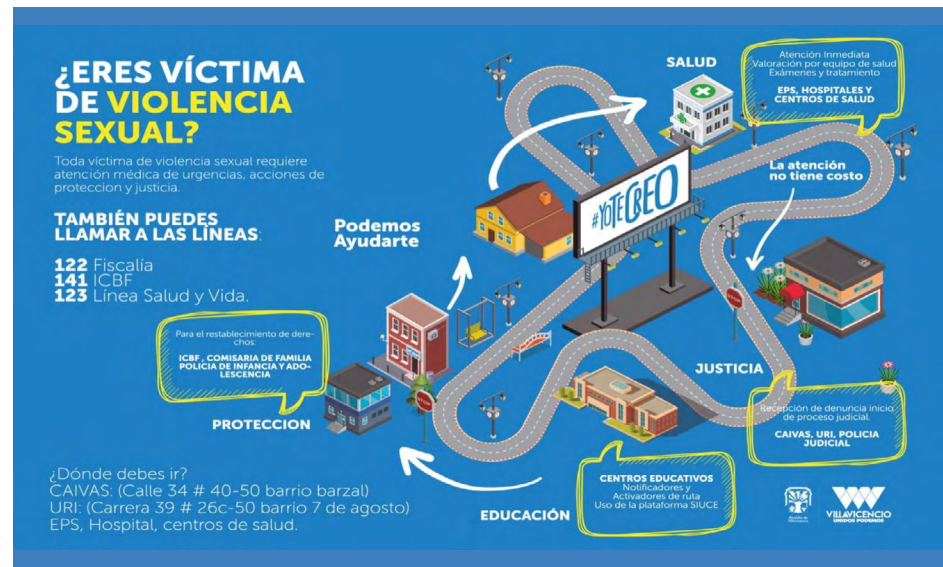 ¿ERES VÍCTIMA
DE VIOLENCIA
SEXUAL?
Toda víctima de violencia sexual requiere
atención médica de urgencias, acciones de
proteccion y justicia.
TAMBIÉN PUEDES
LLAMAR A LAS LÍNEAS:
122 Fiscalía
141 ICBF
123 Línea Salud y Vida.
Podemos
Ayudarte
SALUD
Atención Inmediata
Valoración por equipo de salud
Exámenes y tratamiento
EPS, HOSPITALES Y
CENTROS DE SALUD
#YOTECREO
La atención
no tiene costo
STOP
JUSTICIA
Recepción de denuncia inicio
de proceso judicial.
CAIVAS, URI, POLICIA
JUDICIAL
Para el restablecimiento de dere-
chos:
ICBF , COMISARIA DE FAMILIA
POLICIA DE INFANCIA Y ADO-
LESCENCIA
STOP
PROTECCION
CENTROS EDUCATIVOS
Notificadores y
Activadores de ruta
Uso de la plataforma SIUCE
EDUCACIÓN
¿Dónde debes ir?
CAIVAS: (Calle 34 # 40-50 barrio barzal)
URI: (Carrera 39 # 26c-50 barrio 7 de agosto)
EPS, Hospital, centros de salud.
VILLAVICENCIO
UNIDOS PODEMOS